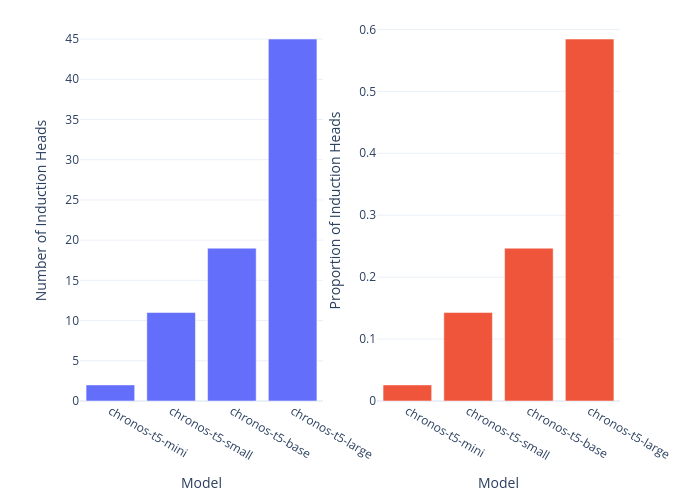 45
40
35
30
25
20
15
10
5
0
Number of Induction Heads
chronos-t5-mini
chronos-t5-small
chronos-t5-base
chronos-t5-large
Model
0.6
0.5
0.4
0.3
0.2
0.1
0
Proportion of Induction Heads
chronos-t5-mini
chronos-t5-small
chronos-t5-base
chronos-t5-large
Model